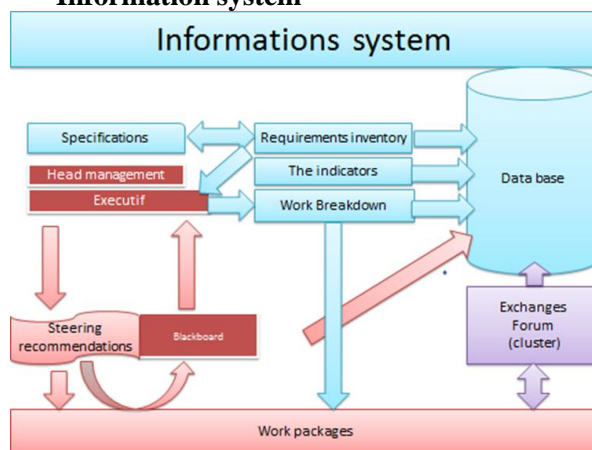 Information system
Informations system
Specifications
Requirements inventory
Head management
The indicators
Data base
Executif
Work Breakdown
Steering
recommendations
Blackboard
Exchanges
Forum
(cluster)
Work packages